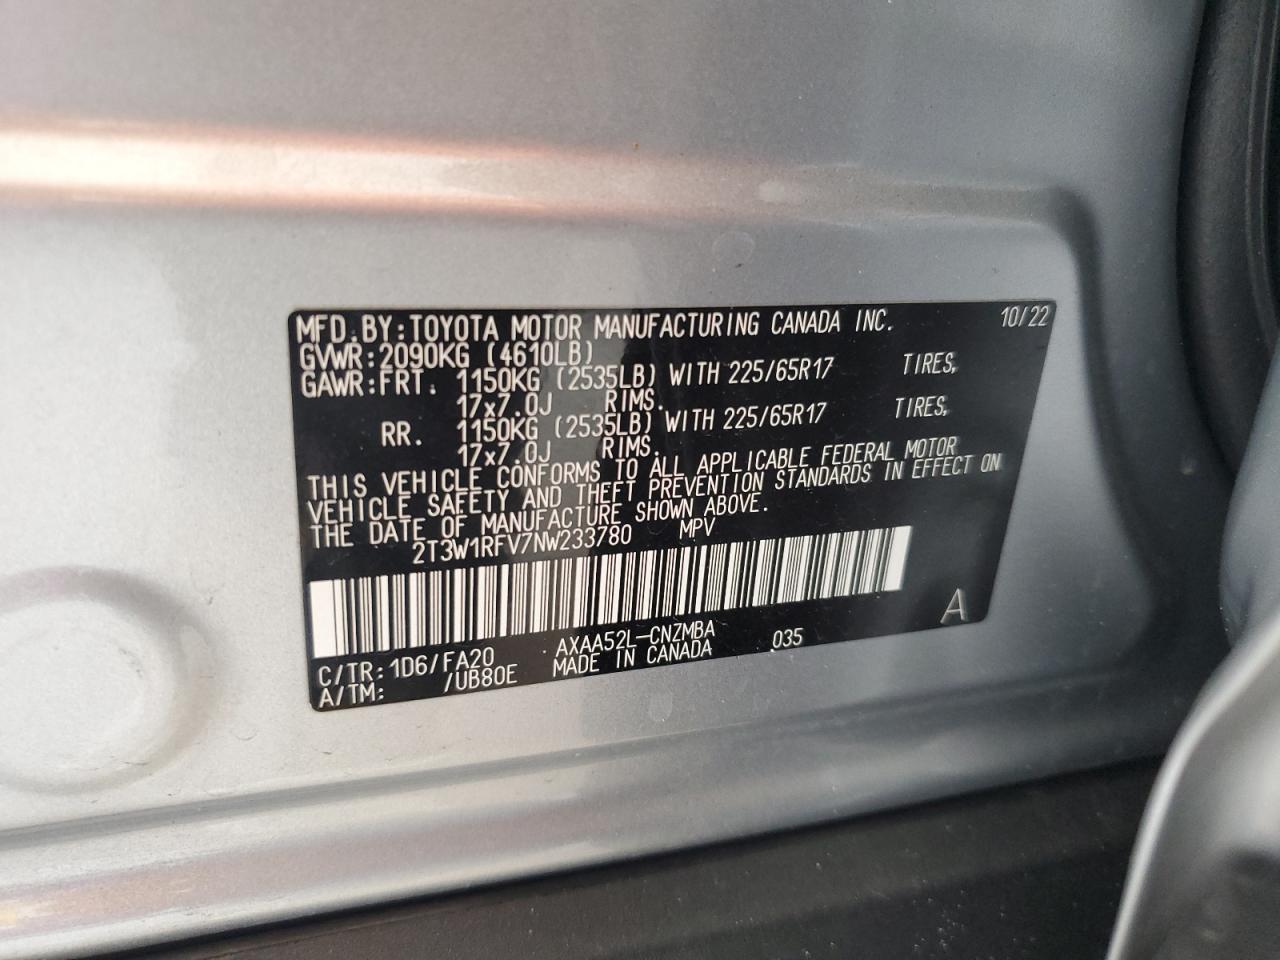 MFD.BY:TOYOTA MOTOR MANUFACTURING CANADA INC. 10/22
GVWR:2090KG (4610LB)
GAWR:FRT. 1150KG (2535LB) WITH 225/65R17 TIRES,
17x7.0J RIMS.
RR. 1150KG (2535LB) WITH 225/65R17 TIRES,
17x7.0J RIMS.
THIS VEHICLE CONFORMS TO ALL APPLICABLE FEDERAL MOTOR
VEHICLE SAFETY AND THEFT PREVENTION STANDARDS IN EFFECT ON
THE DATE OF MANUFACTURE SHOWN ABOVE.
2T3W1RFV7NW233780 MPV
A
C/TR:1D6/FA20 AXAA52L-CNZMBA 035
A/TM: /UB80E MADE IN CANADA